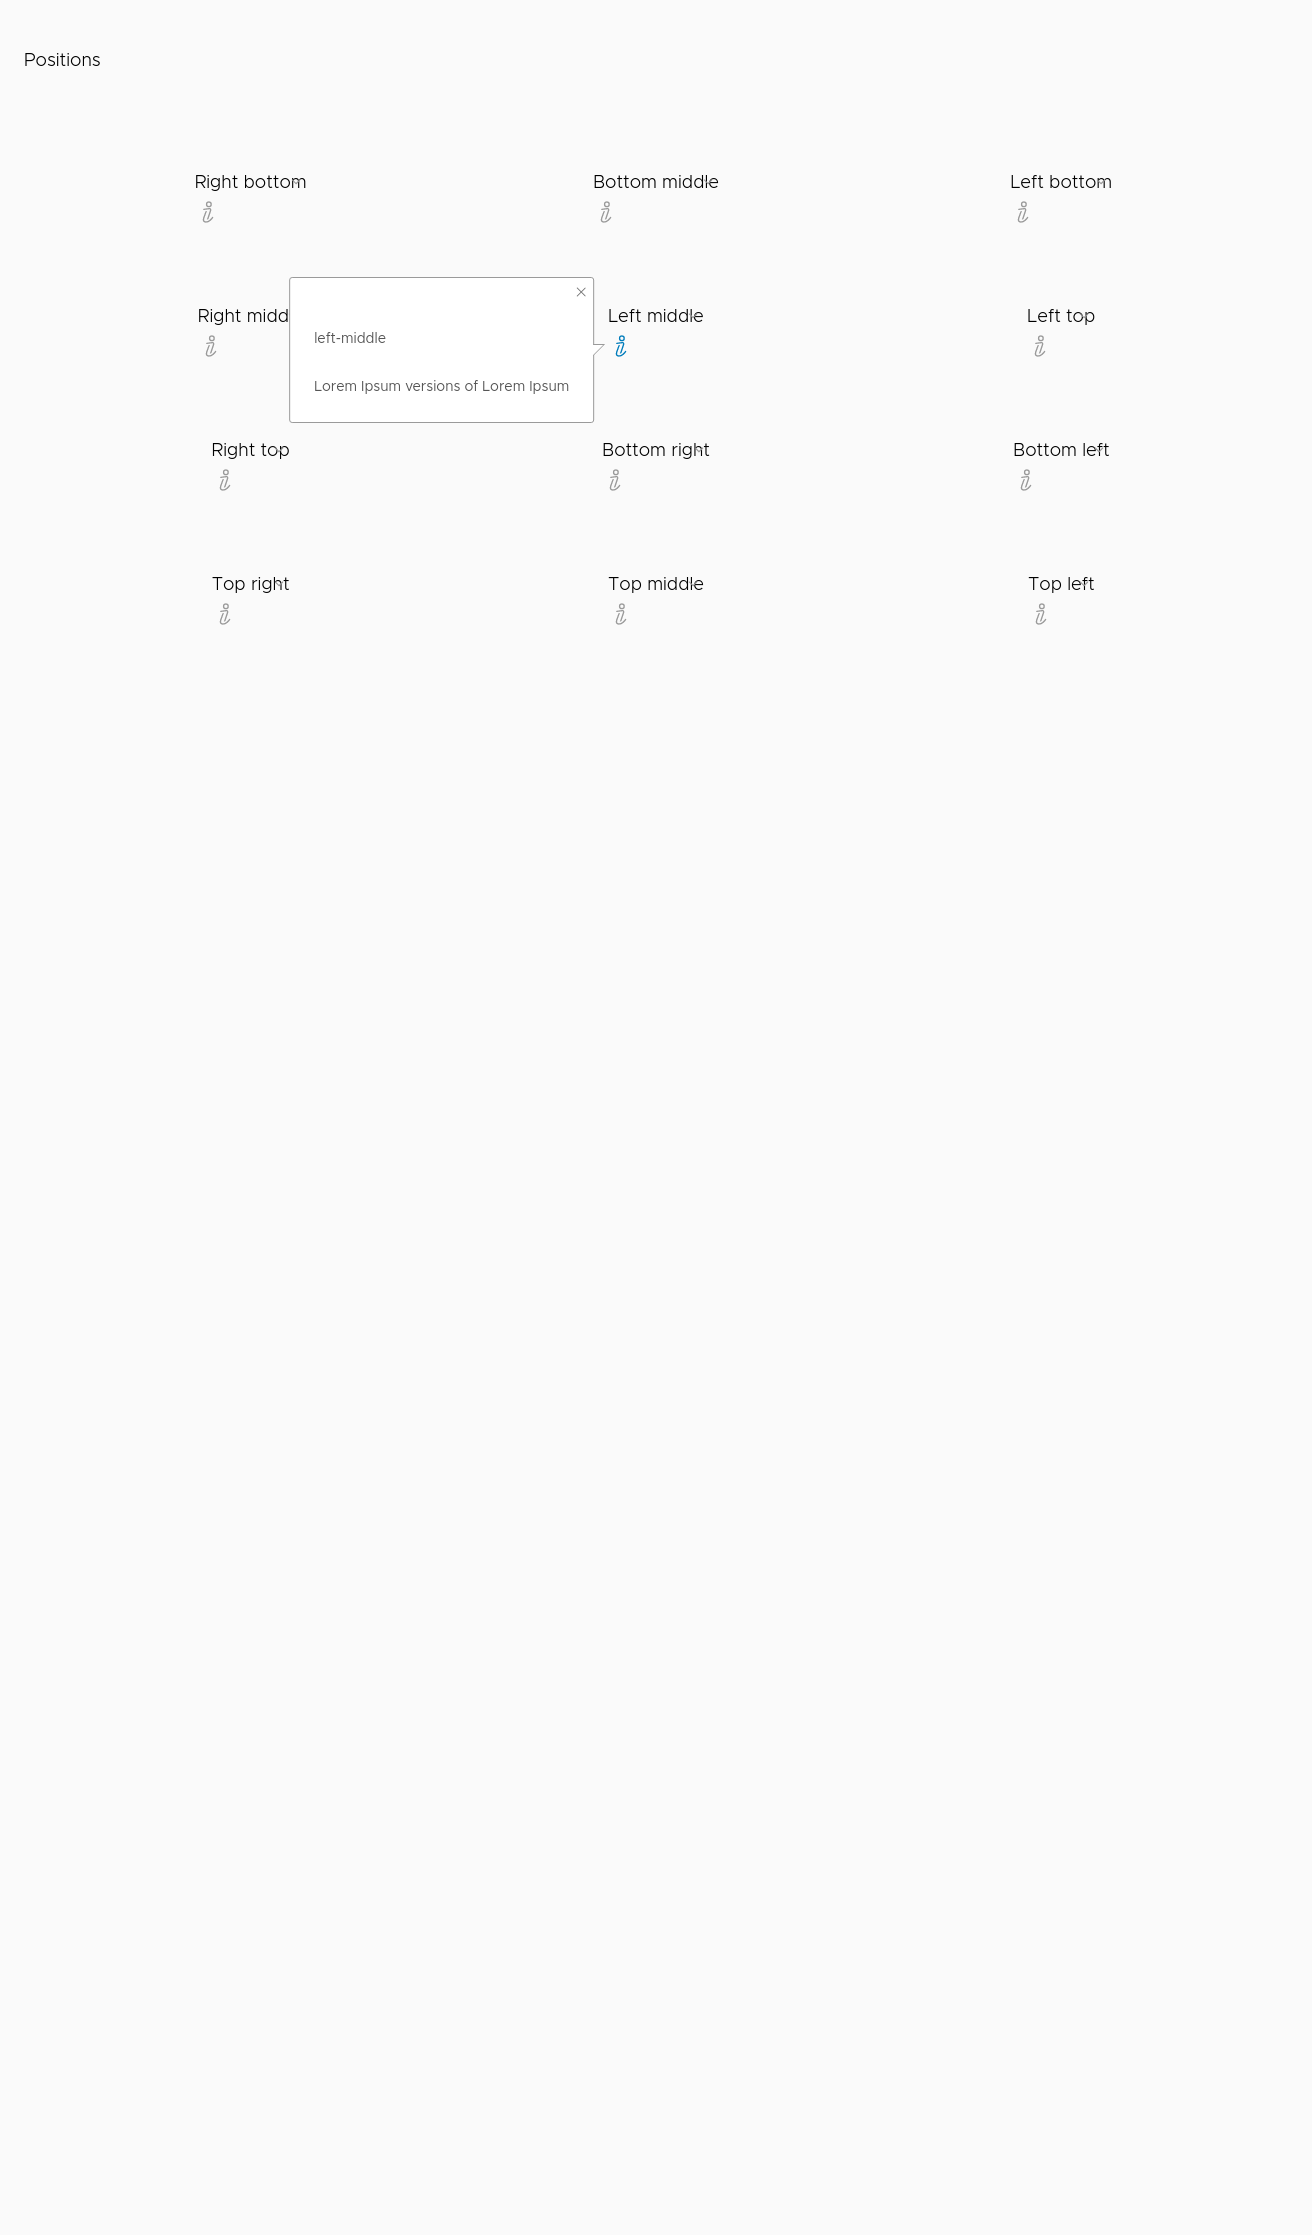 Positions
Right bottom
Bottom middle
Left bottom
Right midd
left-middle
Lorem Ipsum versions of Lorem Ipsum
Left middle
Left top
Right top
Bottom right
Bottom left
Top right
Top middle
Top left